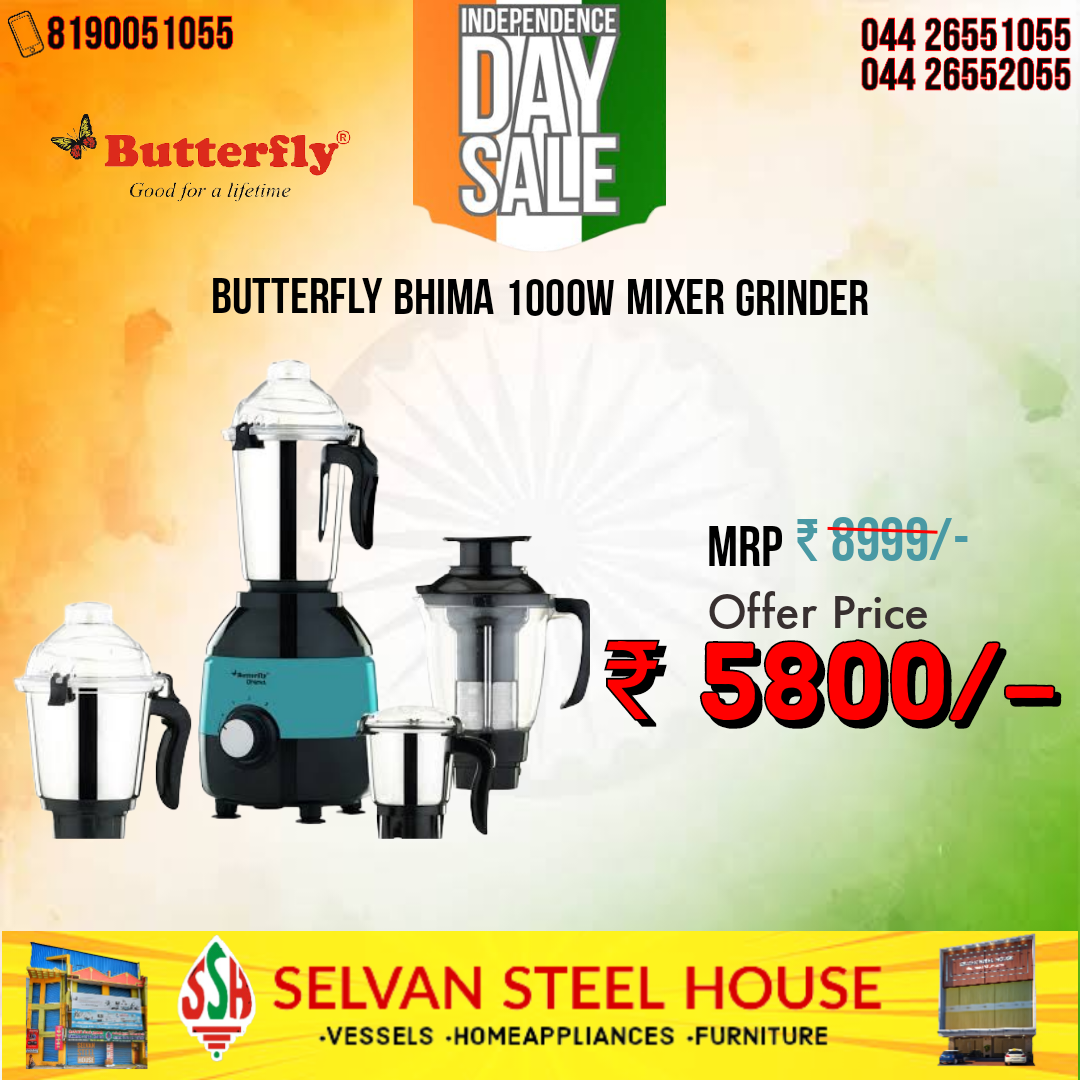 8190051055
INDEPENDENCE
DAY
SALE
044 26551055
044 26552055
Butterfly®
Good for a lifetime
BUTTERFLY BHIMA 1000W MIXER GRINDER
MRP ₹ 8999/-
Offer Price
₹ 5800/-
Butterfly
SSH
SELVAN STEEL HOUSE
•VESSELS •HOMEAPPLIANCES •FURNITURE